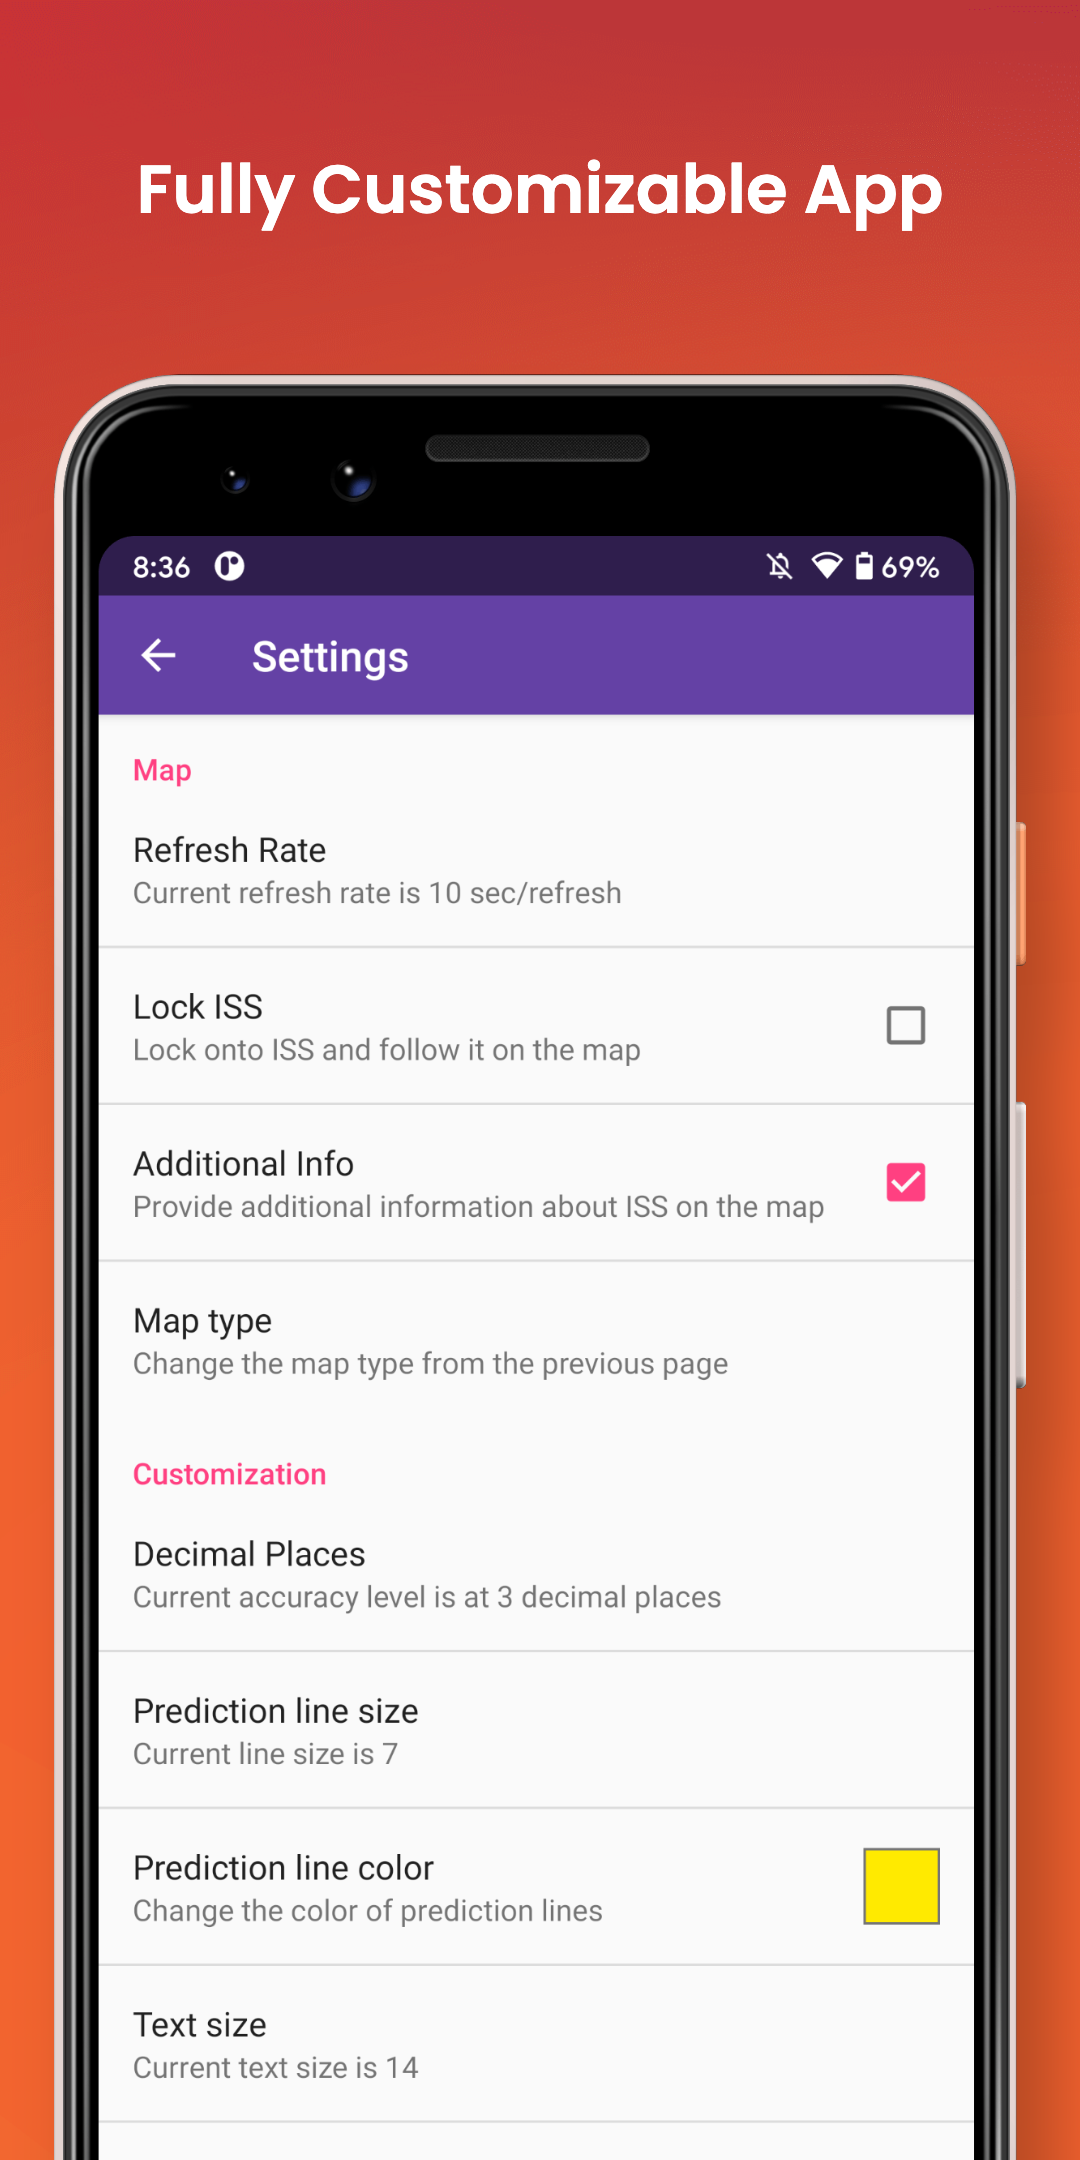 Fully Customizable App
8:36 69%
Settings
Map
Refresh Rate
Current refresh rate is 10 sec/refresh
Lock ISS
Lock onto ISS and follow it on the map
Additional Info
Provide additional information about ISS on the map
Map type
Change the map type from the previous page
Customization
Decimal Places
Current accuracy level is at 3 decimal places
Prediction line size
Current line size is 7
Prediction line color
Change the color of prediction lines
Text size
Current text size is 14